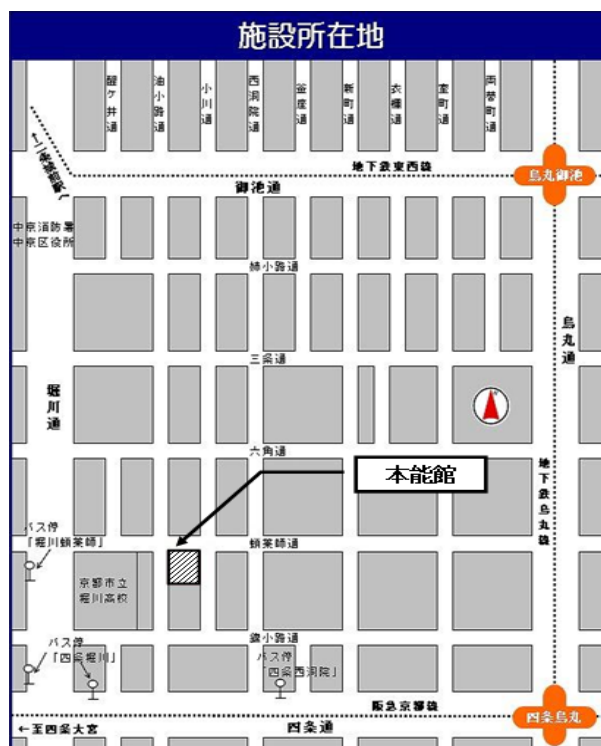 施設所在地
醒ケ井通
油小路通
小川通
西洞院通
釜座通
新町通
衣棚通
室町通
両替町通
←二条城前駅へ
地下鉄東西線
烏丸御池
御池通
中京消防署
中京区役所
姉小路通
烏丸通
三条通
堀川通
六角通
本能館
地下鉄烏丸線
バス停
「堀川蛸薬師」
蛸薬師通
京都市立
堀川高校
錦小路通
バス停
「四条堀川」
バス停
「四条西洞院」
阪急京都線
四条烏丸
←至四条大宮
四条通